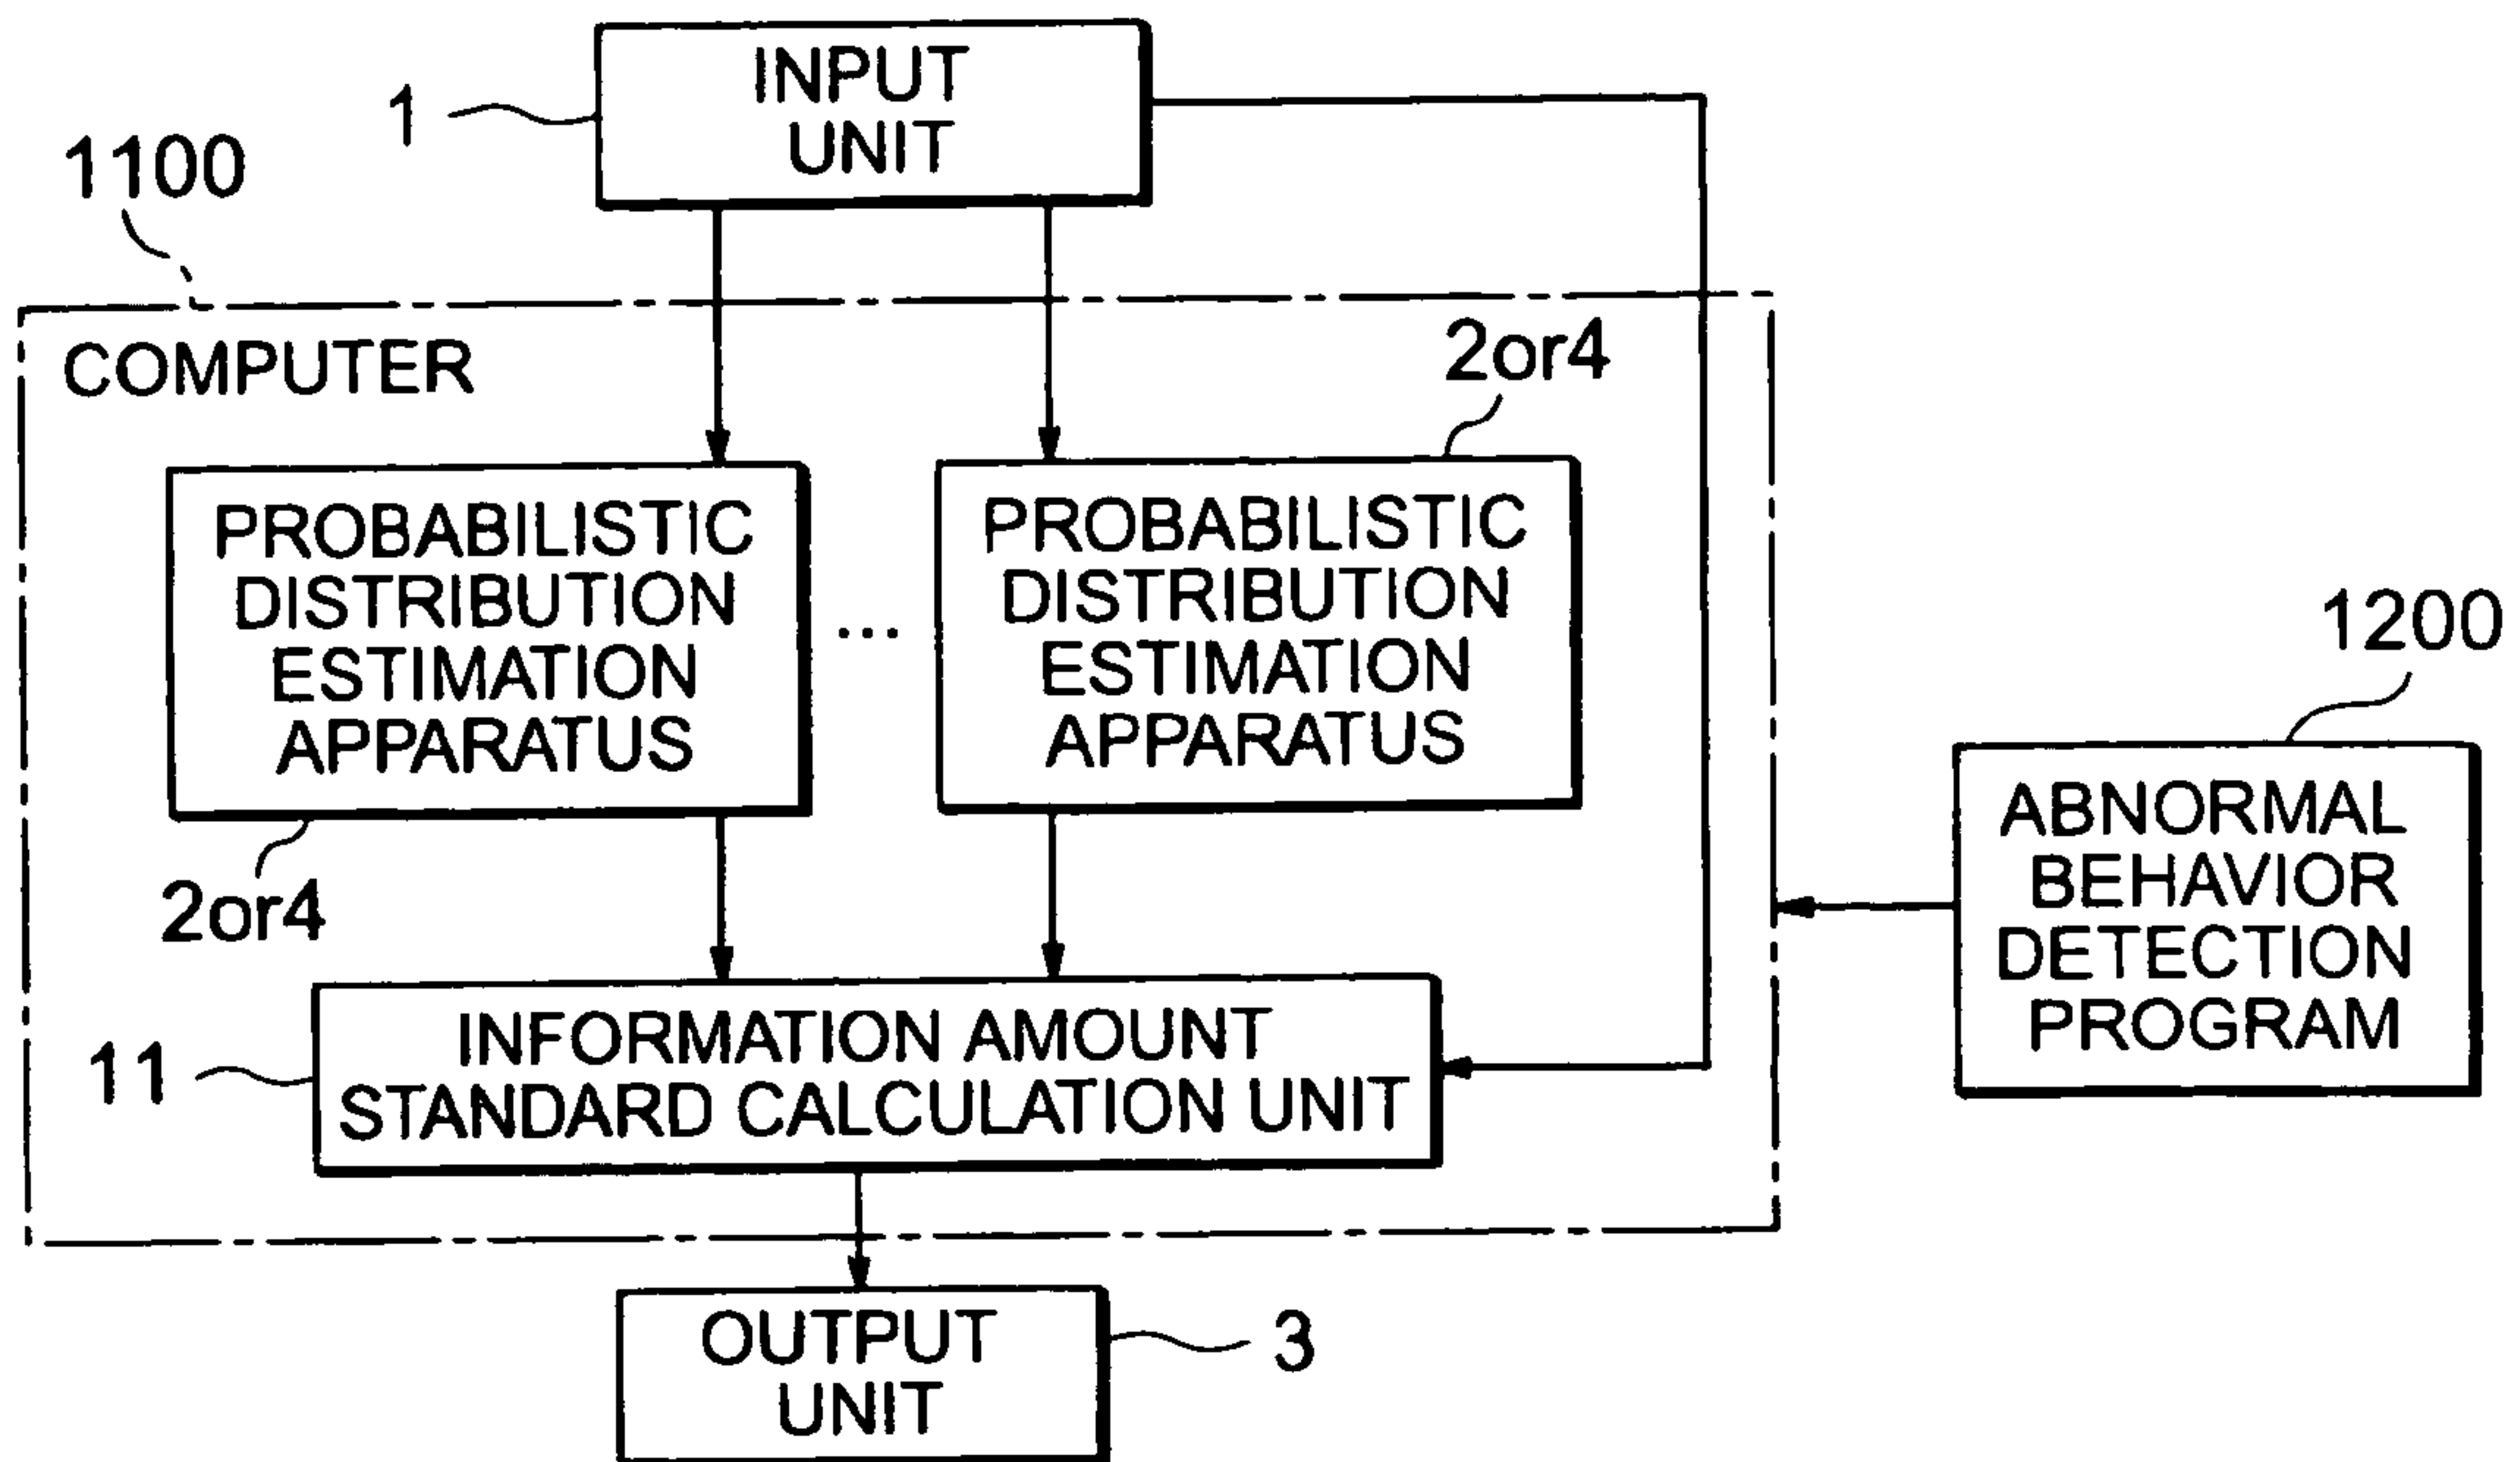 INPUT
UNIT
1
1100
COMPUTER
2or4
PROBABILISTIC
DISTRIBUTION
ESTIMATION
APPARATUS
...
PROBABILISTIC
DISTRIBUTION
ESTIMATION
APPARATUS
2or4
1200
ABNORMAL
BEHAVIOR
DETECTION
PROGRAM
11
INFORMATION AMOUNT
STANDARD CALCULATION UNIT
OUTPUT
UNIT
3